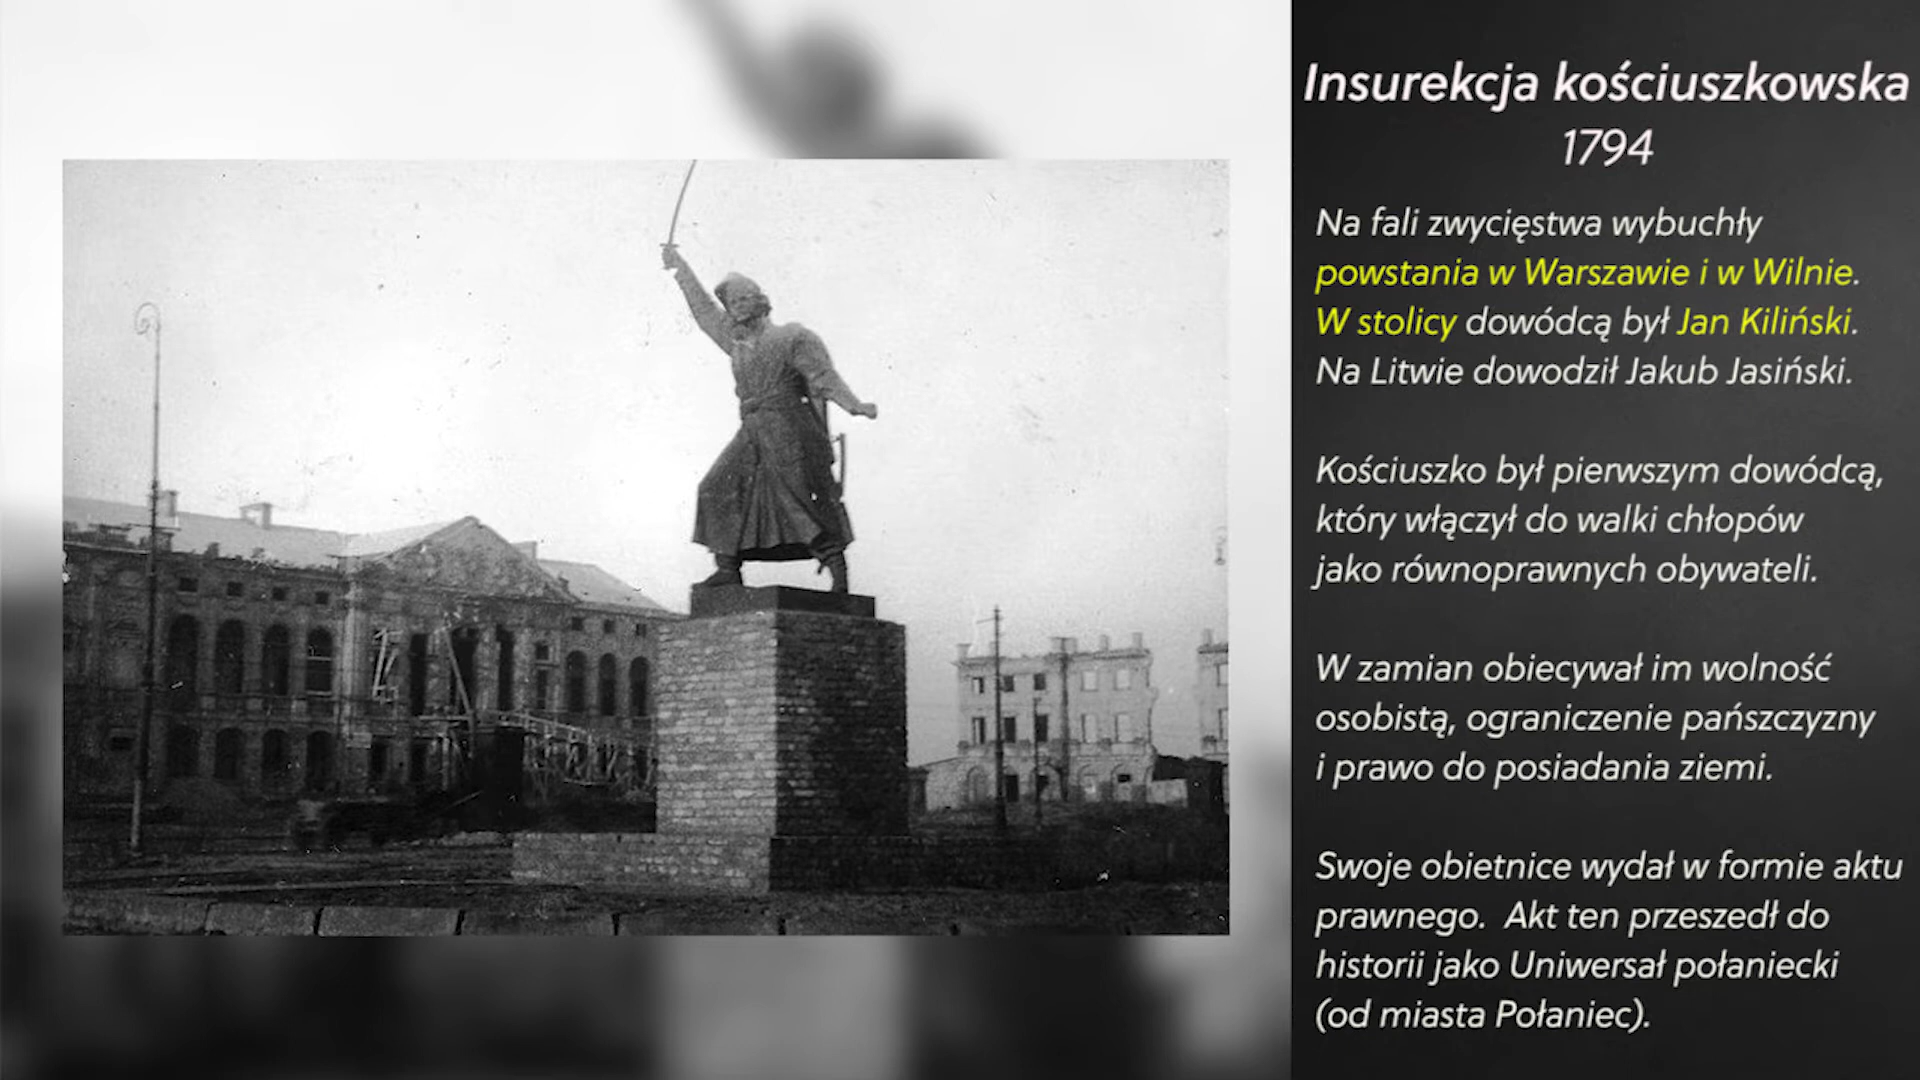 Insurekcja kościuszkowska
1794
Na fali zwycięstwa wybuchły
powstania w Warszawie i w Wilnie.
W stolicy dowódcą był Jan Kiliński.
Na Litwie dowodził Jakub Jasiński.
Kościuszko był pierwszym dowódcą,
który włączył do walki chłopów
jako równoprawnych obywateli.
W zamian obiecywał im wolność
osobistą, ograniczenie pańszczyzny
i prawo do posiadania ziemi.
Swoje obietnice wydał w formie aktu
prawnego.  Akt ten przeszedł do
historii jako Uniwersał połaniecki
(od miasta Połaniec).